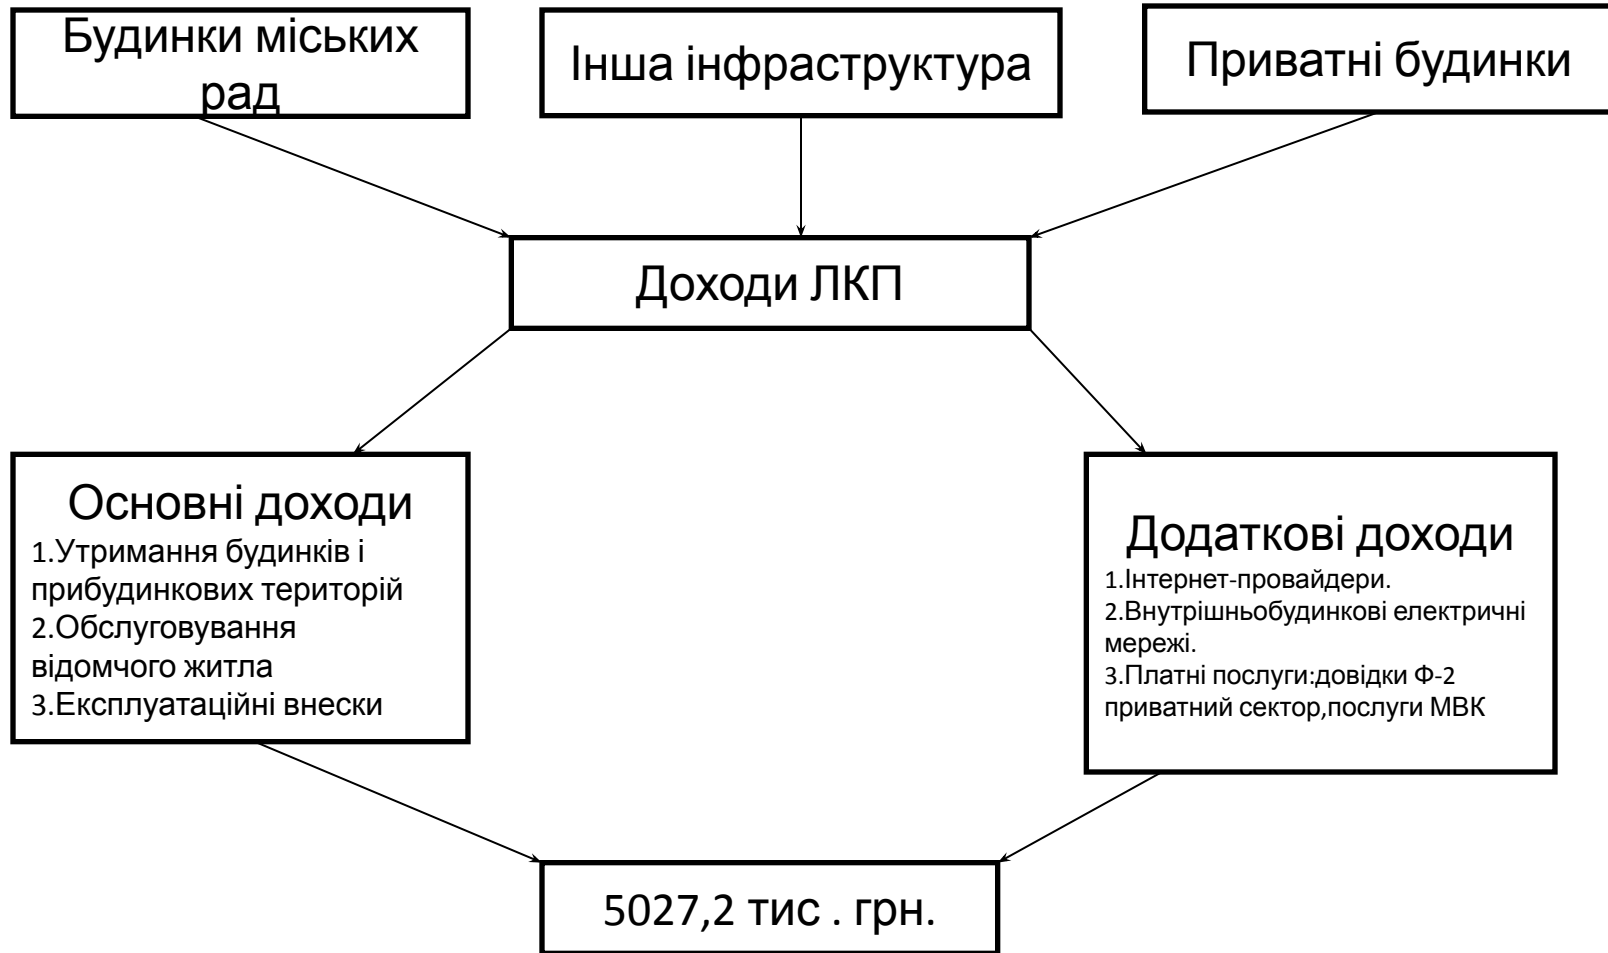 Будинки міських
рад
Інша інфраструктура
Приватні будинки
Доходи ЛКП
Основні доходи
1.Утримання будинків і
прибудинкових територій
2.Обслуговування
відомчого житла
3.Експлуатаційні внески
Додаткові доходи
1.Інтернет-провайдери.
2.Внутрішньобудинкові електричні
мережі.
3.Платні послуги:довідки Ф-2
приватний сектор,послуги МВК
5027,2 тис . грн.